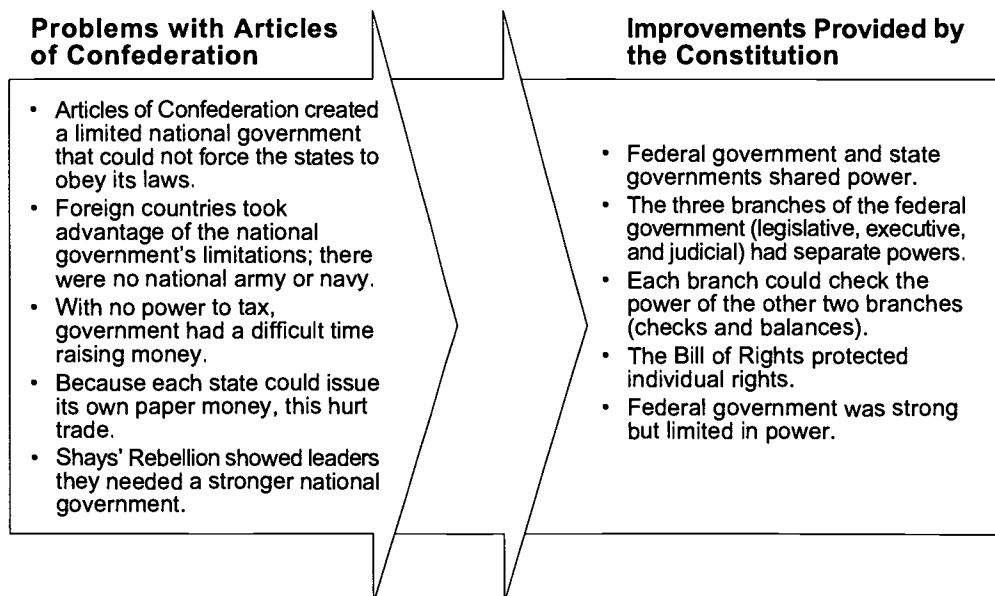 Problems with Articles
of Confederation
• Articles of Confederation created
a limited national government
that could not force the states to
obey its laws.
• Foreign countries took
advantage of the national
government's limitations; there
were no national army or navy.
• With no power to tax,
government had a difficult time
raising money.
• Because each state could issue
its own paper money, this hurt
trade.
• Shays' Rebellion showed leaders
they needed a stronger national
government.
Improvements Provided by
the Constitution
• Federal government and state
governments shared power.
• The three branches of the federal
government (legislative, executive,
and judicial) had separate powers.
• Each branch could check the
power of the other two branches
(checks and balances).
• The Bill of Rights protected
individual rights.
• Federal government was strong
but limited in power.